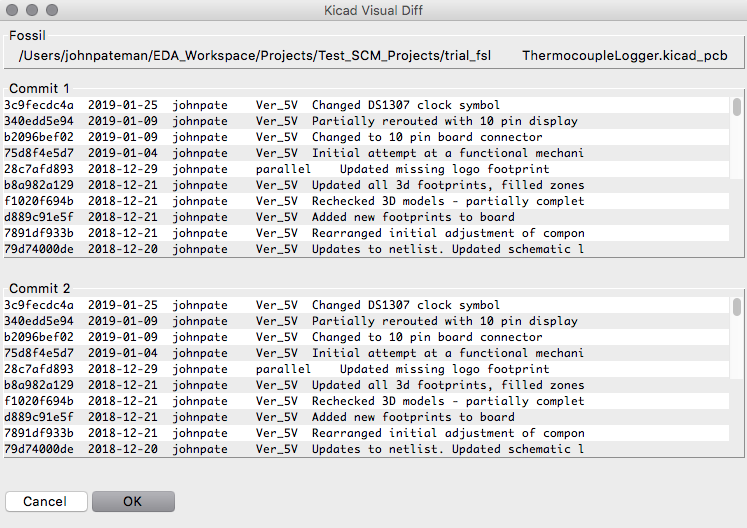 Kicad Visual Diff
Fossil
/Users/johnpateman/EDA_Workspace/Projects/Test_SCM_Projects/trial_fsl ThermocoupleLogger.kicad_pcb
Commit 1
3c9fecdc4a 2019-01-25 johnpate Ver_5V Changed DS1307 clock symbol
340edd5e94 2019-01-09 johnpate Ver_5V Partially rerouted with 10 pin display
b2096bef02 2019-01-09 johnpate Ver_5V Changed to 10 pin board connector
75d8f4e5d7 2019-01-04 johnpate Ver_5V Initial attempt at a functional mechani
28c7afd893 2018-12-29 johnpate parallel Updated missing logo footprint
b8a982a129 2018-12-21 johnpate Ver_5V Updated all 3d footprints, filled zones
f1020f694b 2018-12-21 johnpate Ver_5V Rechecked 3D models - partially complet
d889c91e5f 2018-12-21 johnpate Ver_5V Added new footprints to board
7891df933b 2018-12-21 johnpate Ver_5V Rearranged initial adjustment of compon
79d74000de 2018-12-20 johnpate Ver_5V Updates to netlist. Updated schematic l
Commit 2
3c9fecdc4a 2019-01-25 johnpate Ver_5V Changed DS1307 clock symbol
340edd5e94 2019-01-09 johnpate Ver_5V Partially rerouted with 10 pin display
b2096bef02 2019-01-09 johnpate Ver_5V Changed to 10 pin board connector
75d8f4e5d7 2019-01-04 johnpate Ver_5V Initial attempt at a functional mechani
28c7afd893 2018-12-29 johnpate parallel Updated missing logo footprint
b8a982a129 2018-12-21 johnpate Ver_5V Updated all 3d footprints, filled zones
f1020f694b 2018-12-21 johnpate Ver_5V Rechecked 3D models - partially complet
d889c91e5f 2018-12-21 johnpate Ver_5V Added new footprints to board
7891df933b 2018-12-21 johnpate Ver_5V Rearranged initial adjustment of compon
79d74000de 2018-12-20 johnpate Ver_5V Updates to netlist. Updated schematic l
Cancel OK